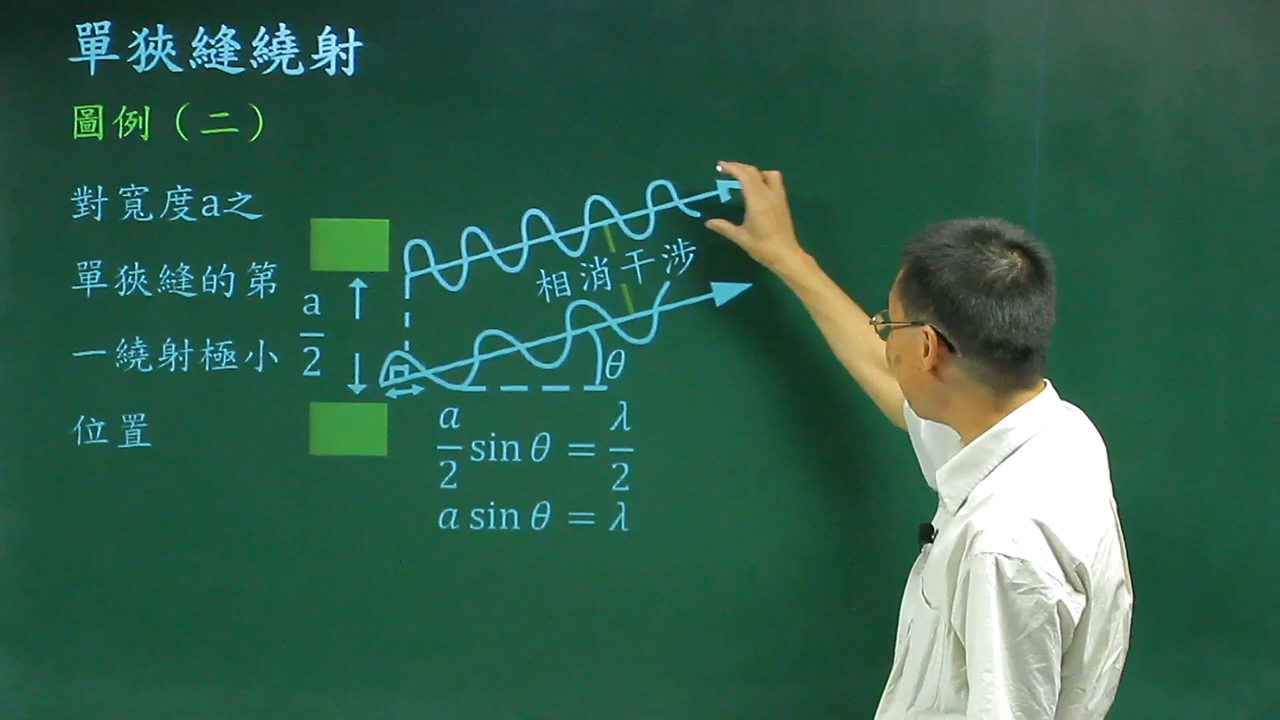 單狹縫繞射
圖例（二）
對寬度a之
單狹縫的第
一繞射極小
位置
a/2
相消干涉
θ
a/2 sin θ = λ/2
a sin θ = λ